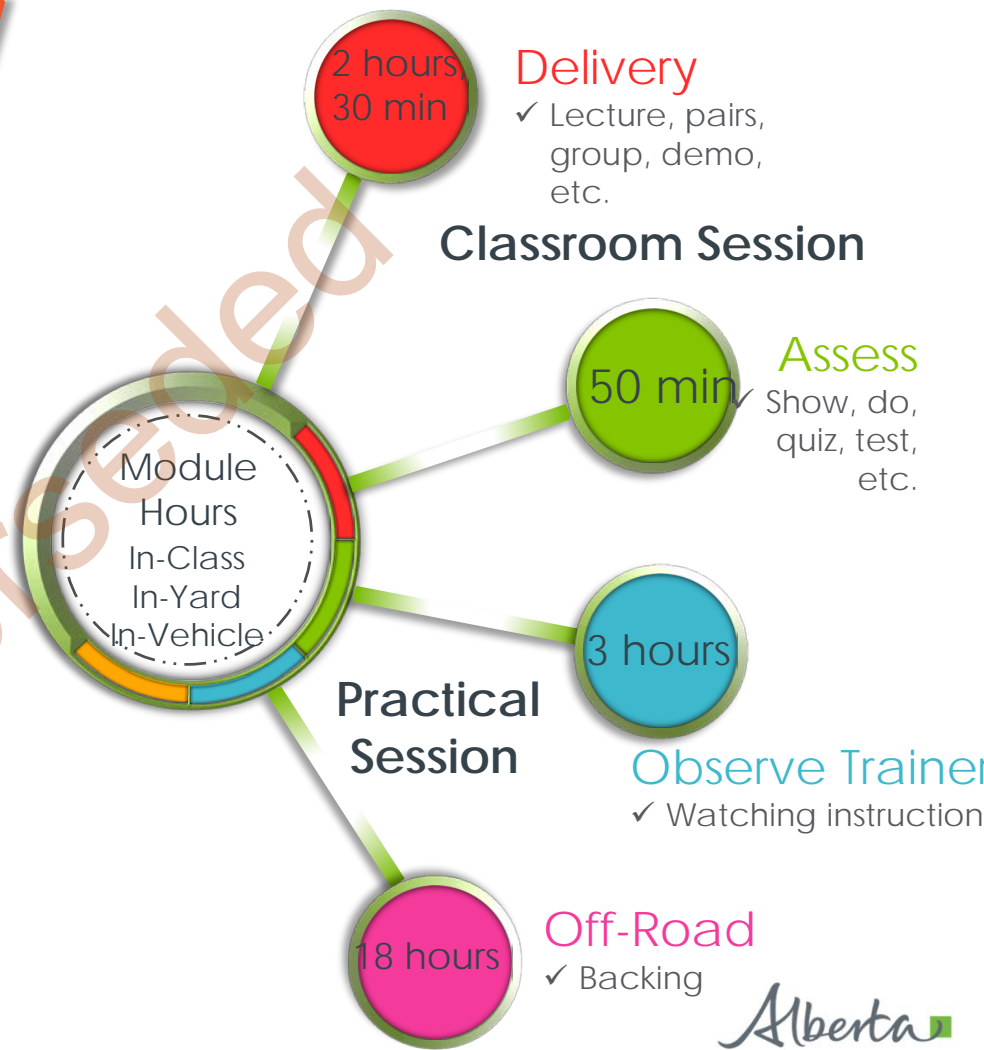 2 hours,
30 min
Delivery
✓ Lecture, pairs,
group, demo,
etc.
Classroom Session
50 min
Assess
✓ Show, do,
quiz, test,
etc.
Module
Hours
In-Class
In-Yard
In-Vehicle
3 hours
Practical
Session
Observe Trainer
✓ Watching instruction
18 hours
Off-Road
✓ Backing
Alberta